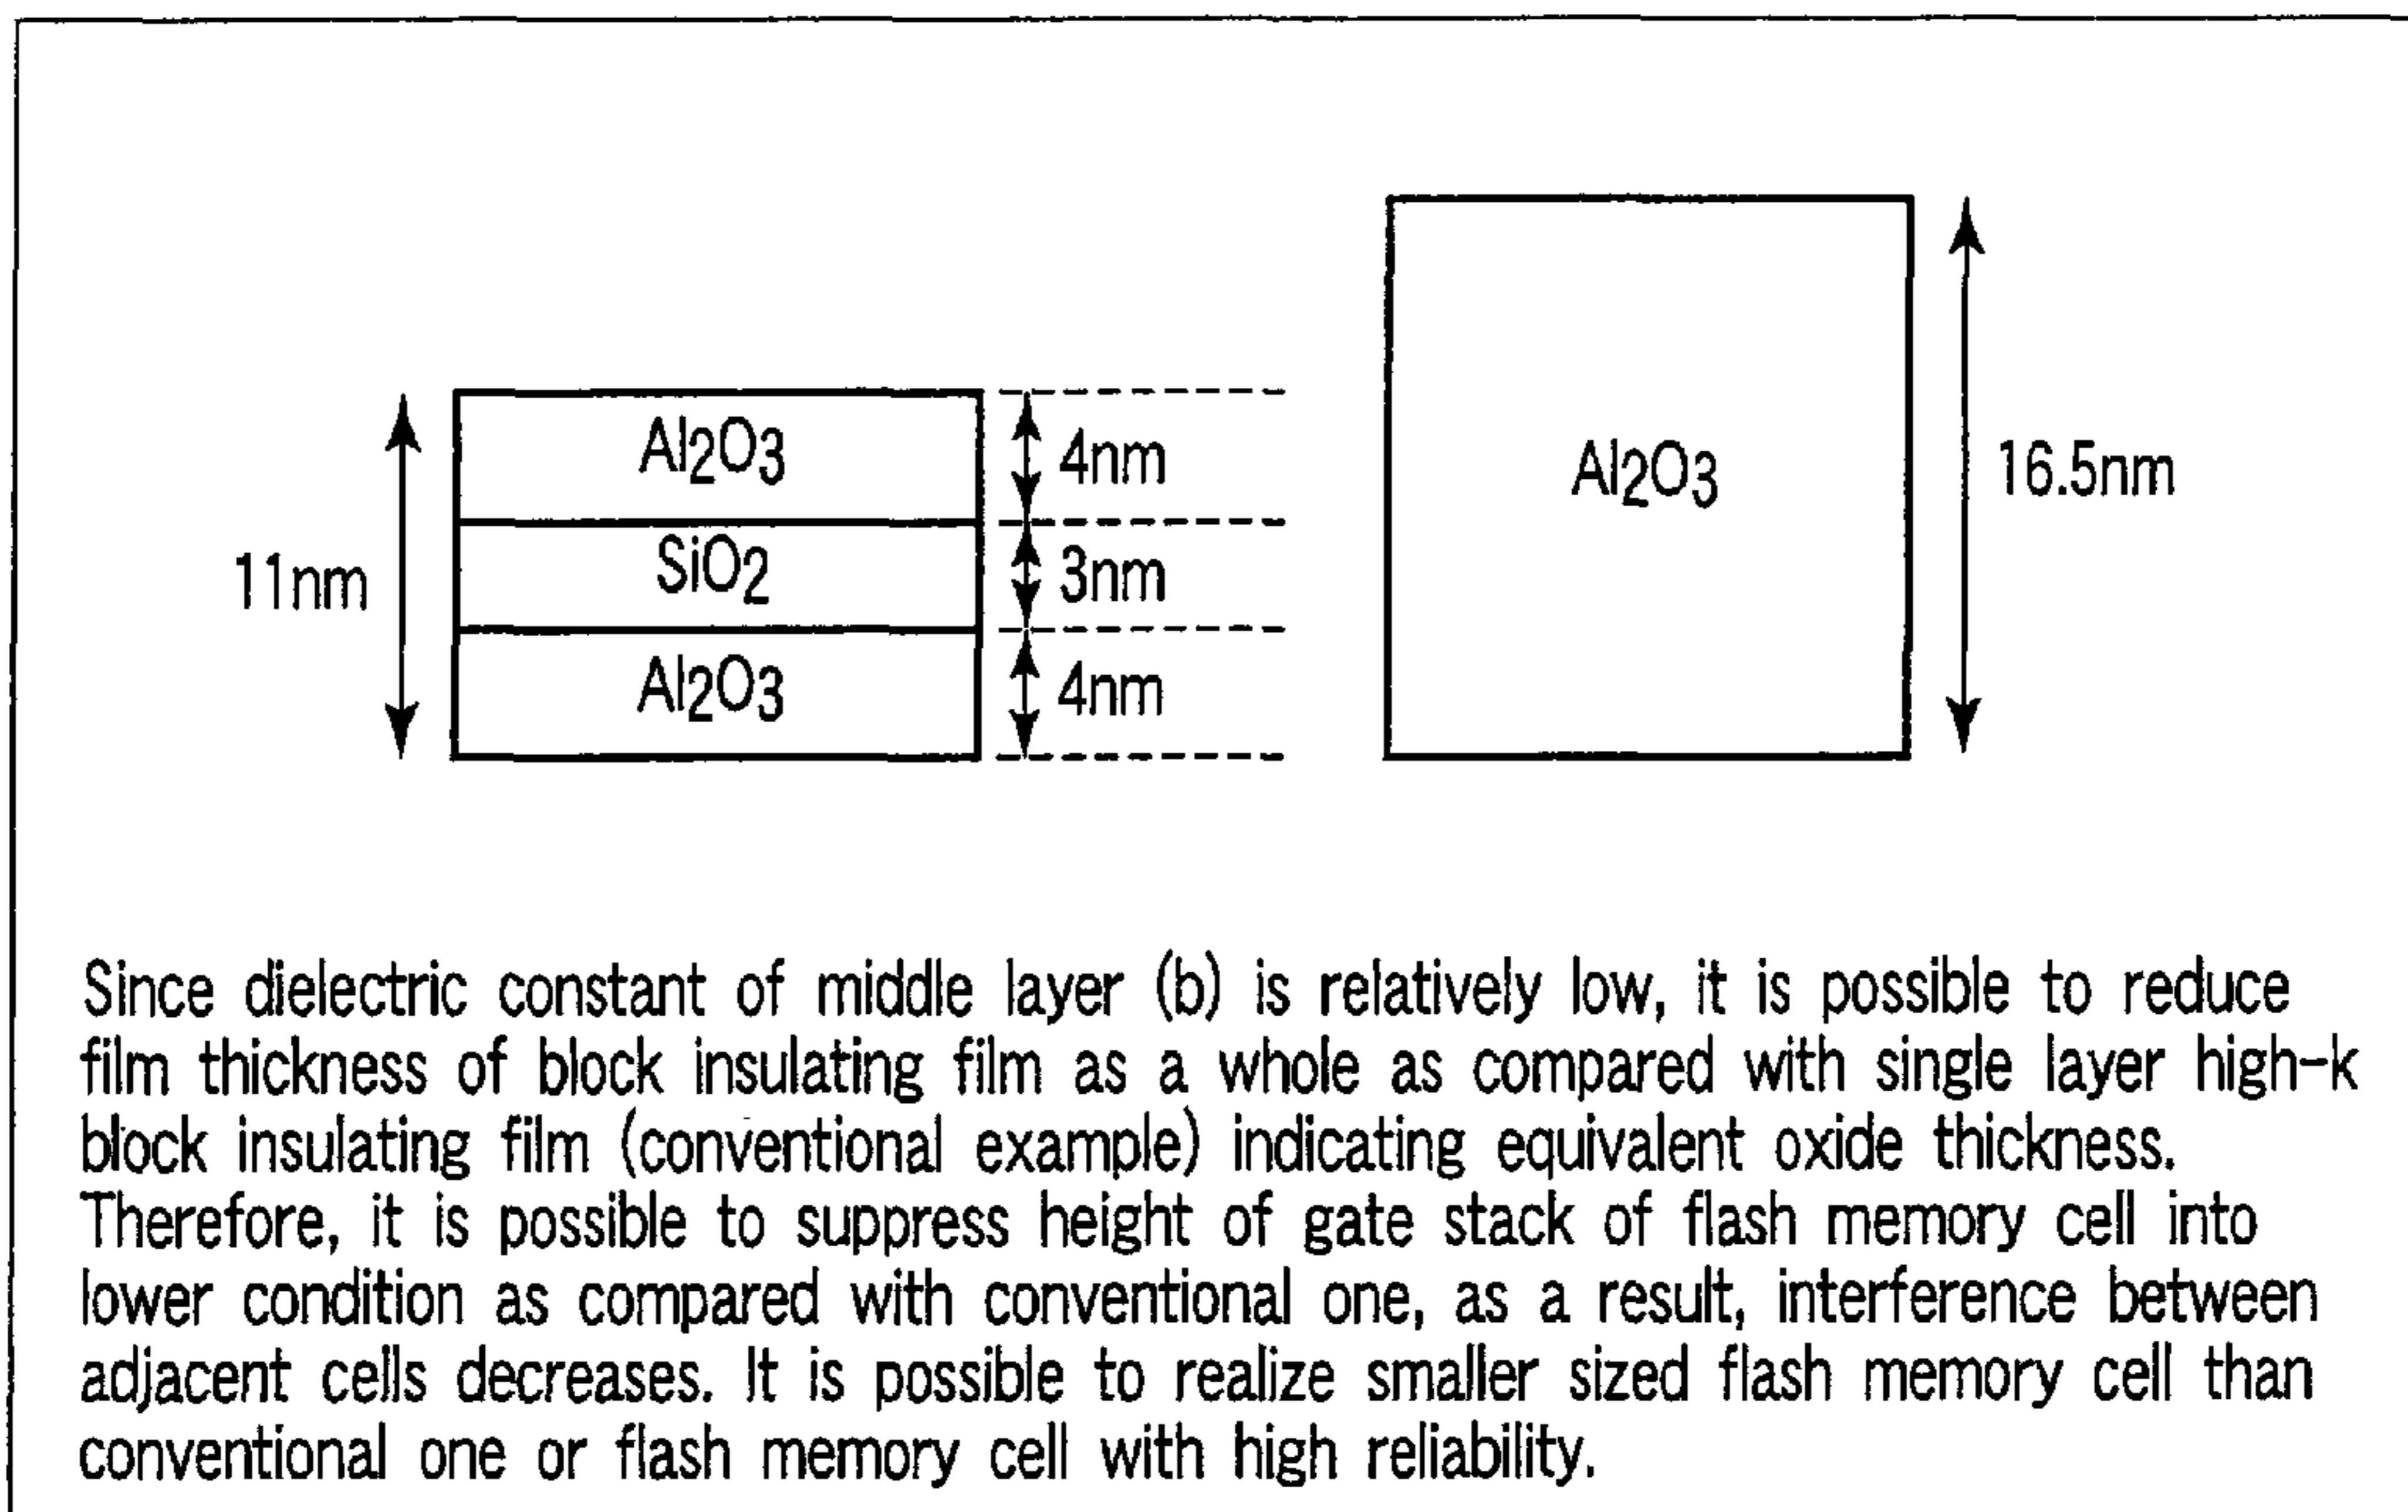 Al2O3
4nm
SiO2
3nm
11nm
Al2O3
4nm
Al2O3
16.5nm
Since dielectric constant of middle layer (b) is relatively low, it is possible to reduce
film thickness of block insulating film as a whole as compared with single layer high-k
block insulating film (conventional example) indicating equivalent oxide thickness.
Therefore, it is possible to suppress height of gate stack of flash memory cell into
lower condition as compared with conventional one, as a result, interference between
adjacent cells decreases. It is possible to realize smaller sized flash memory cell than
conventional one or flash memory cell with high reliability.